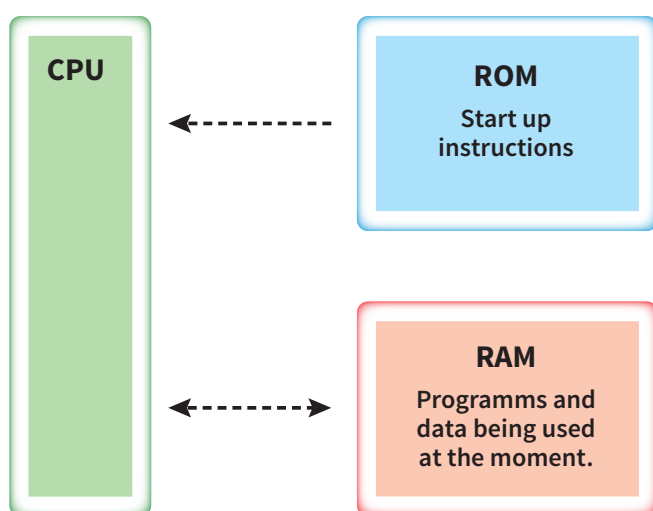 CPU
ROM
Start up
instructions
RAM
Programms and
data being used
at the moment.